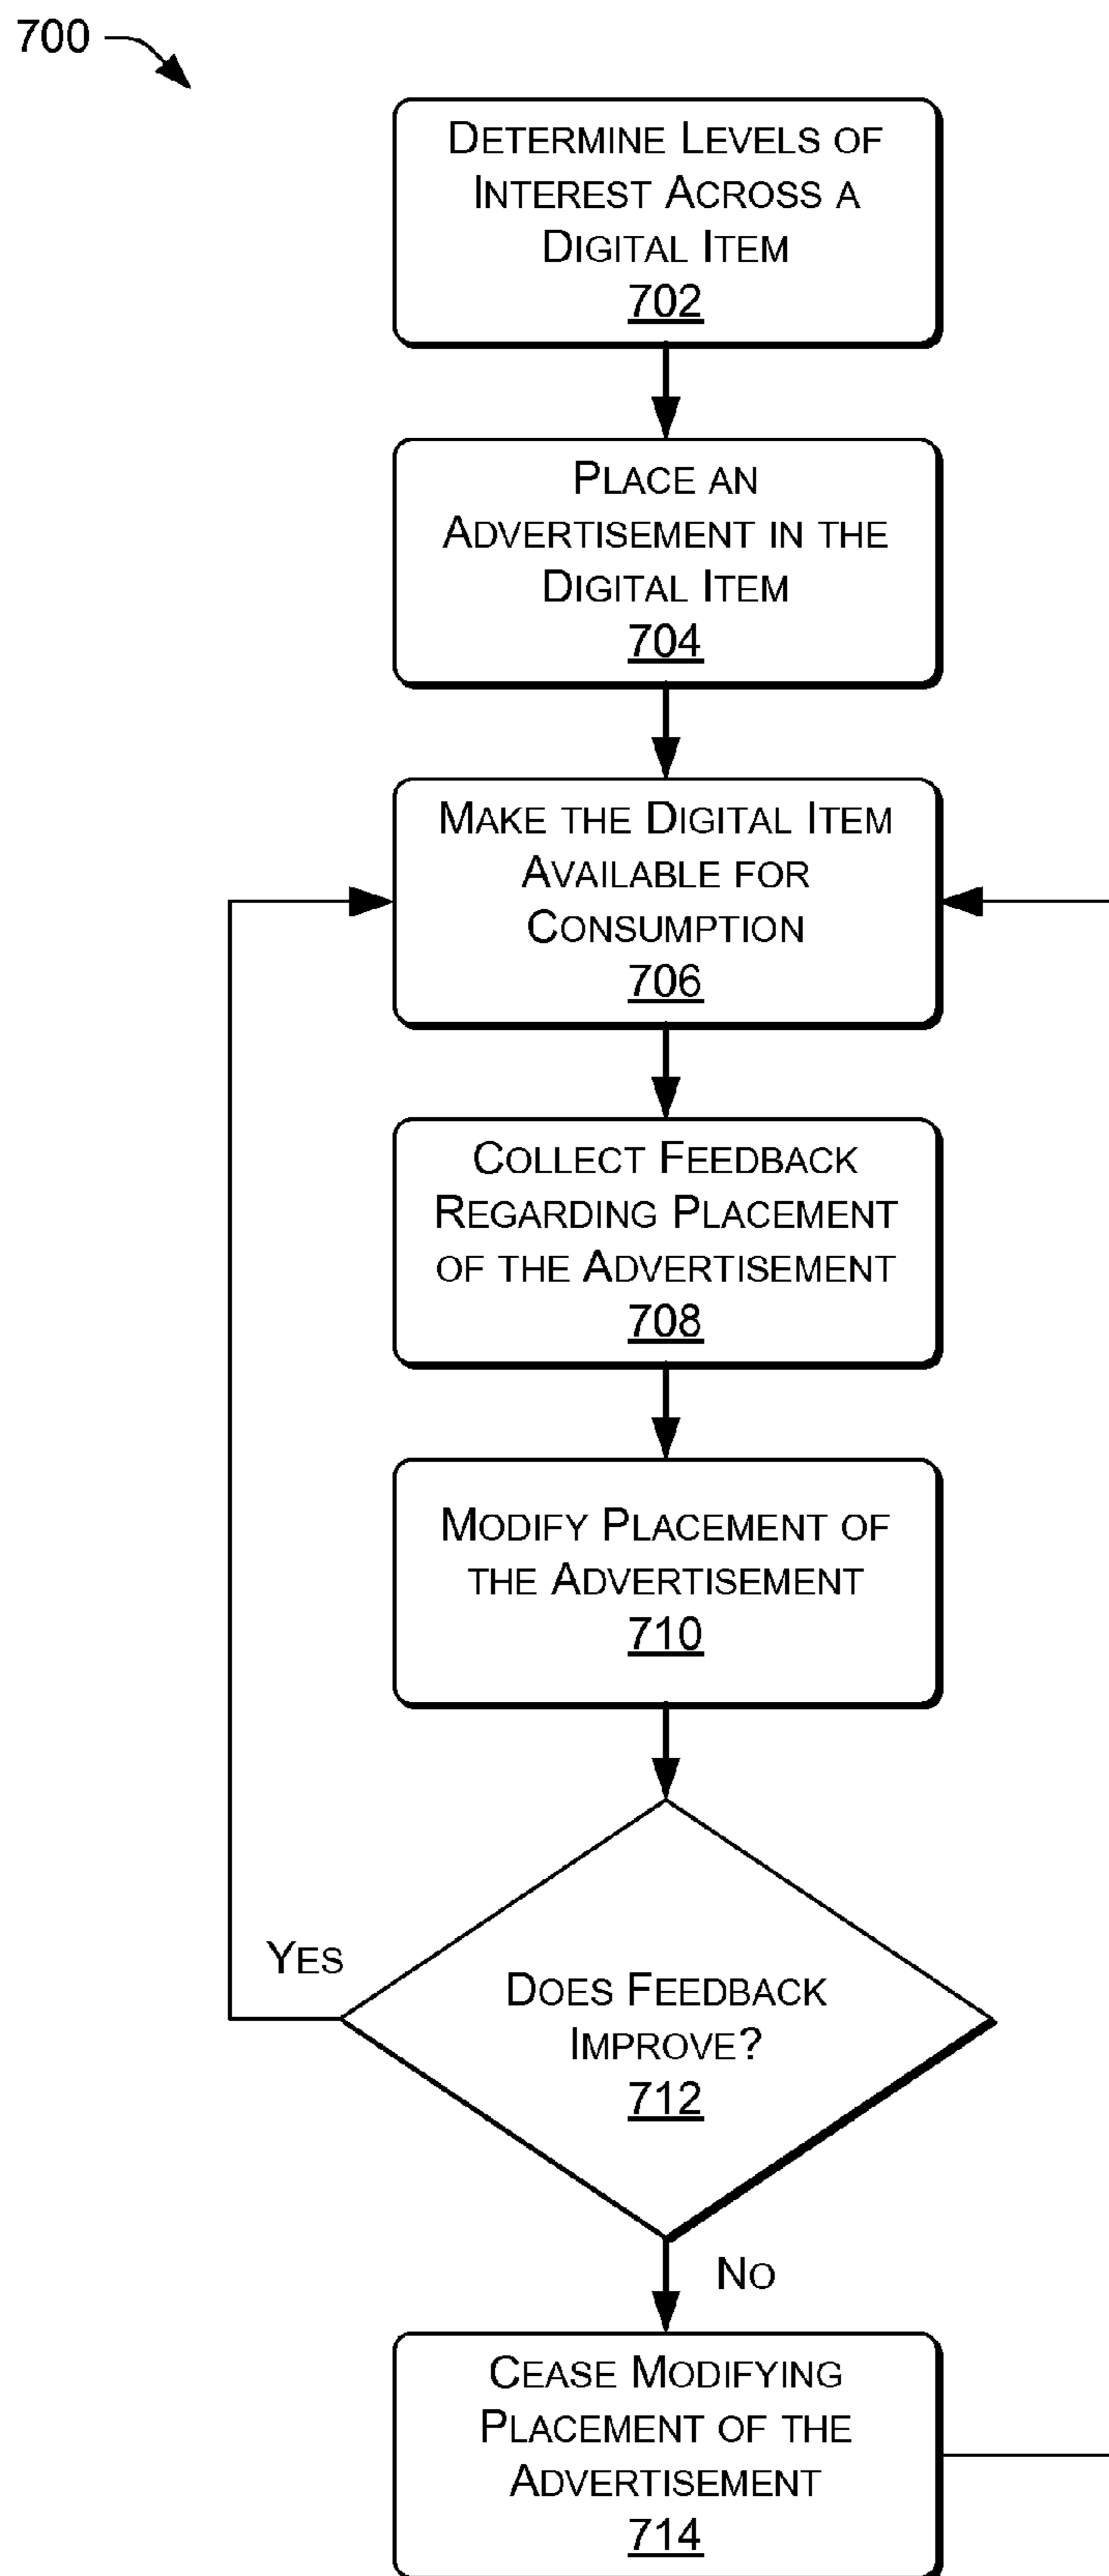 700
DETERMINE LEVELS OF
INTEREST ACROSS A
DIGITAL ITEM
702
PLACE AN
ADVERTISEMENT IN THE
DIGITAL ITEM
704
MAKE THE DIGITAL ITEM
AVAILABLE FOR
CONSUMPTION
706
COLLECT FEEDBACK
REGARDING PLACEMENT
OF THE ADVERTISEMENT
708
MODIFY PLACEMENT OF
THE ADVERTISEMENT
710
YES
DOES FEEDBACK
IMPROVE?
712
NO
CEASE MODIFYING
PLACEMENT OF THE
ADVERTISEMENT
714